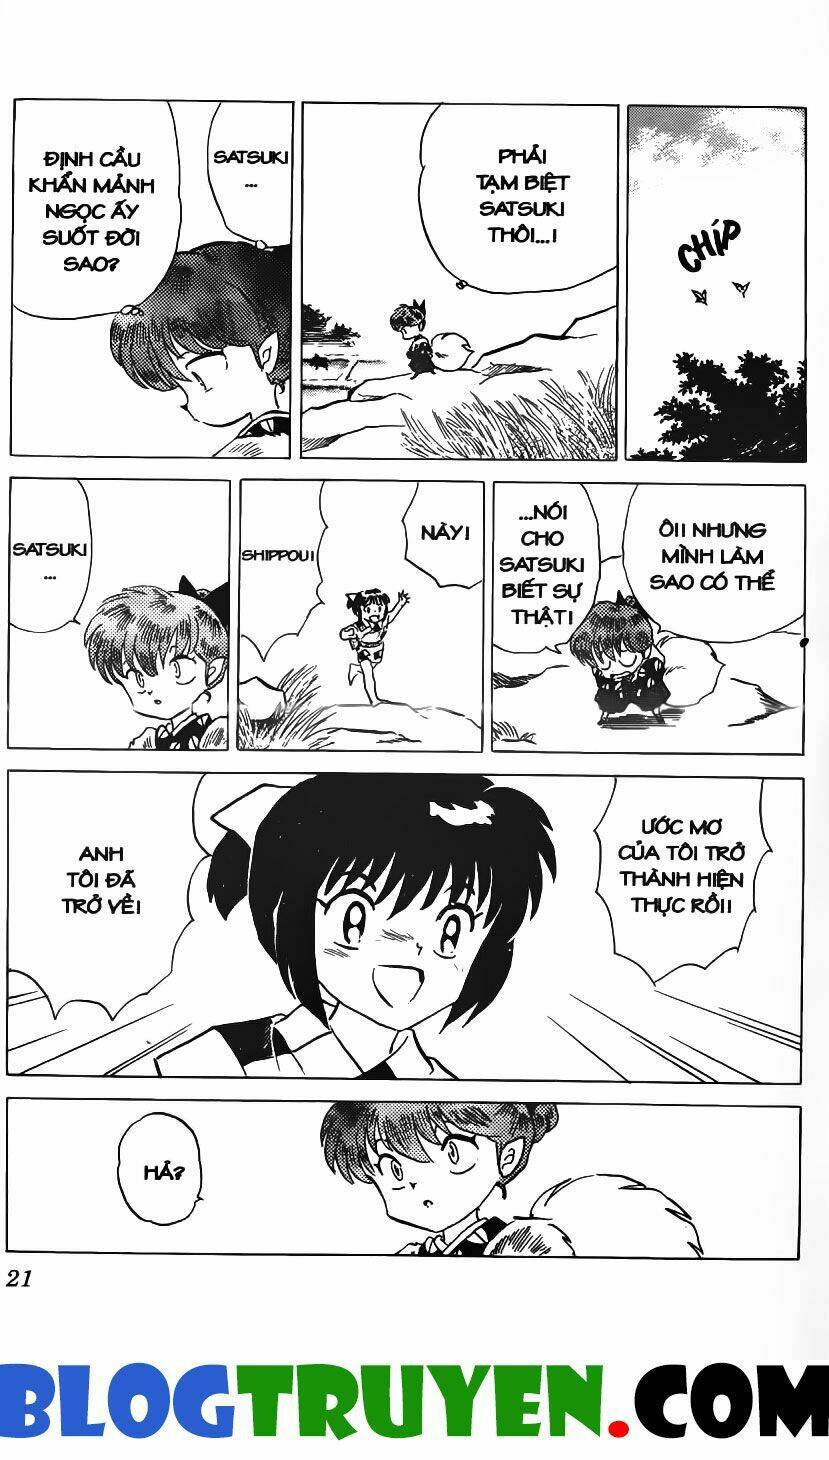 CHÍP
PHẢI
TẠM BIỆT
SATSUKI
THÔI...!
SATSUKI
...
ĐỊNH CẦU
KHẨN MẢNH
NGỌC ẤY
SUỐT ĐỜI
SAO?
ÔI! NHƯNG
MÌNH LÀM
SAO CÓ THỂ
...NÓI
CHO
SATSUKI
BIẾT SỰ
THẬT!
NÀY!
SHIPPOU!
SATSUKI
...
ƯỚC MƠ
CỦA TÔI TRỞ
THÀNH HIỆN
THỰC RỒI!
ANH
TÔI ĐÃ
TRỞ VỀ!
HẢ?
21
BLOGTRUYEN.COM